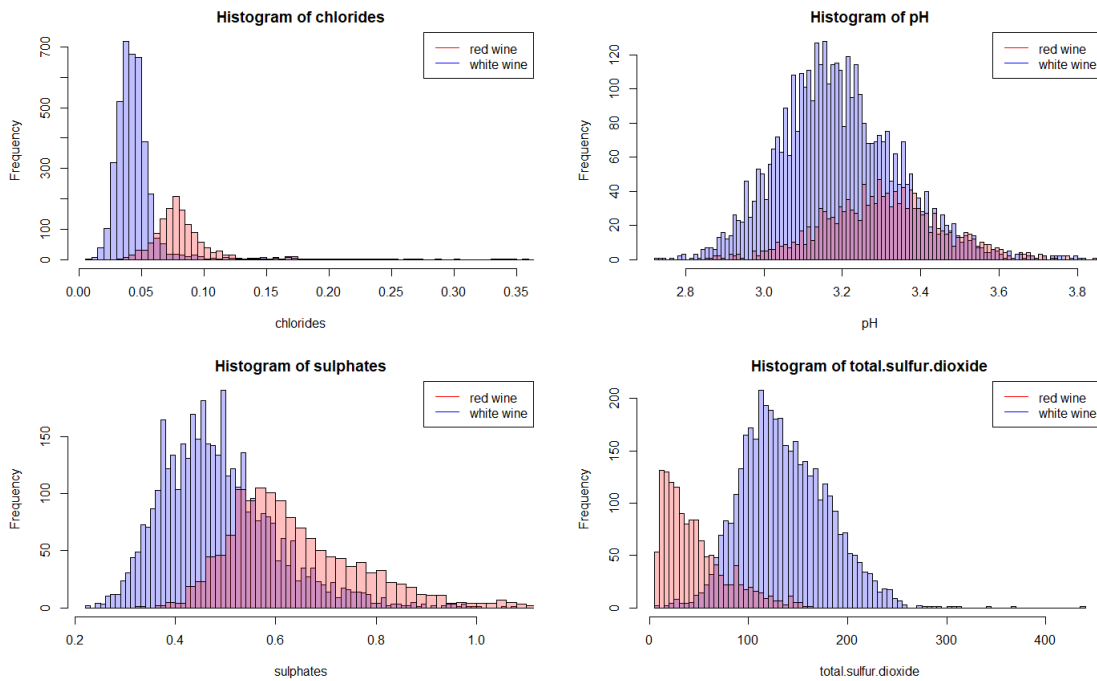 Histogram of chlorides
red wine
white wine
Frequency
0 100 300 500 700
0.00 0.05 0.10 0.15 0.20 0.25 0.30 0.35
chlorides
Histogram of pH
red wine
white wine
Frequency
0 20 40 60 80 100 120
2.8 3.0 3.2 3.4 3.6 3.8
pH
Histogram of sulphates
red wine
white wine
Frequency
0 50 100 150
0.2 0.4 0.6 0.8 1.0
sulphates
Histogram of total.sulfur.dioxide
red wine
white wine
Frequency
0 50 100 150 200
0 100 200 300 400
total.sulfur.dioxide